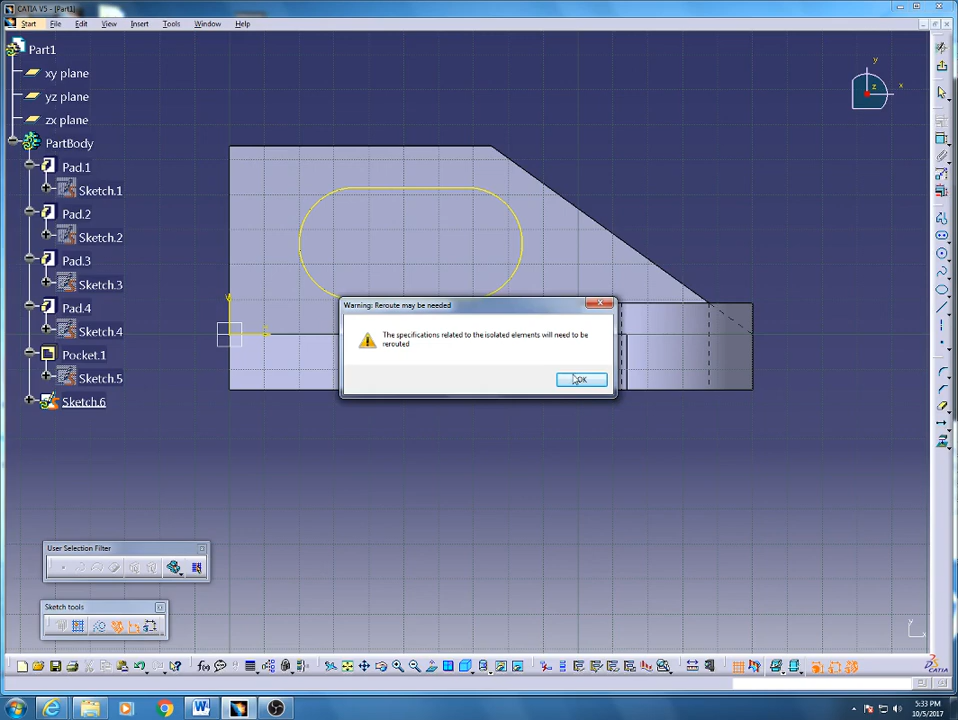 CATIA V5 - [Part1]
Start File Edit View Insert Tools Window Help
Part1
xy plane
yz plane
zx plane
PartBody
Pad.1
Sketch.1
Pad.2
Sketch.2
Pad.3
Sketch.3
Pad.4
Sketch.4
Pocket.1
Sketch.5
Sketch.6
y
x
z
Warning: Reroute may be needed
The specifications related to the isolated elements will need to be
rerouted
OK
User Selection Filter
Sketch tools
CATIA
5:33 PM
10/5/2017